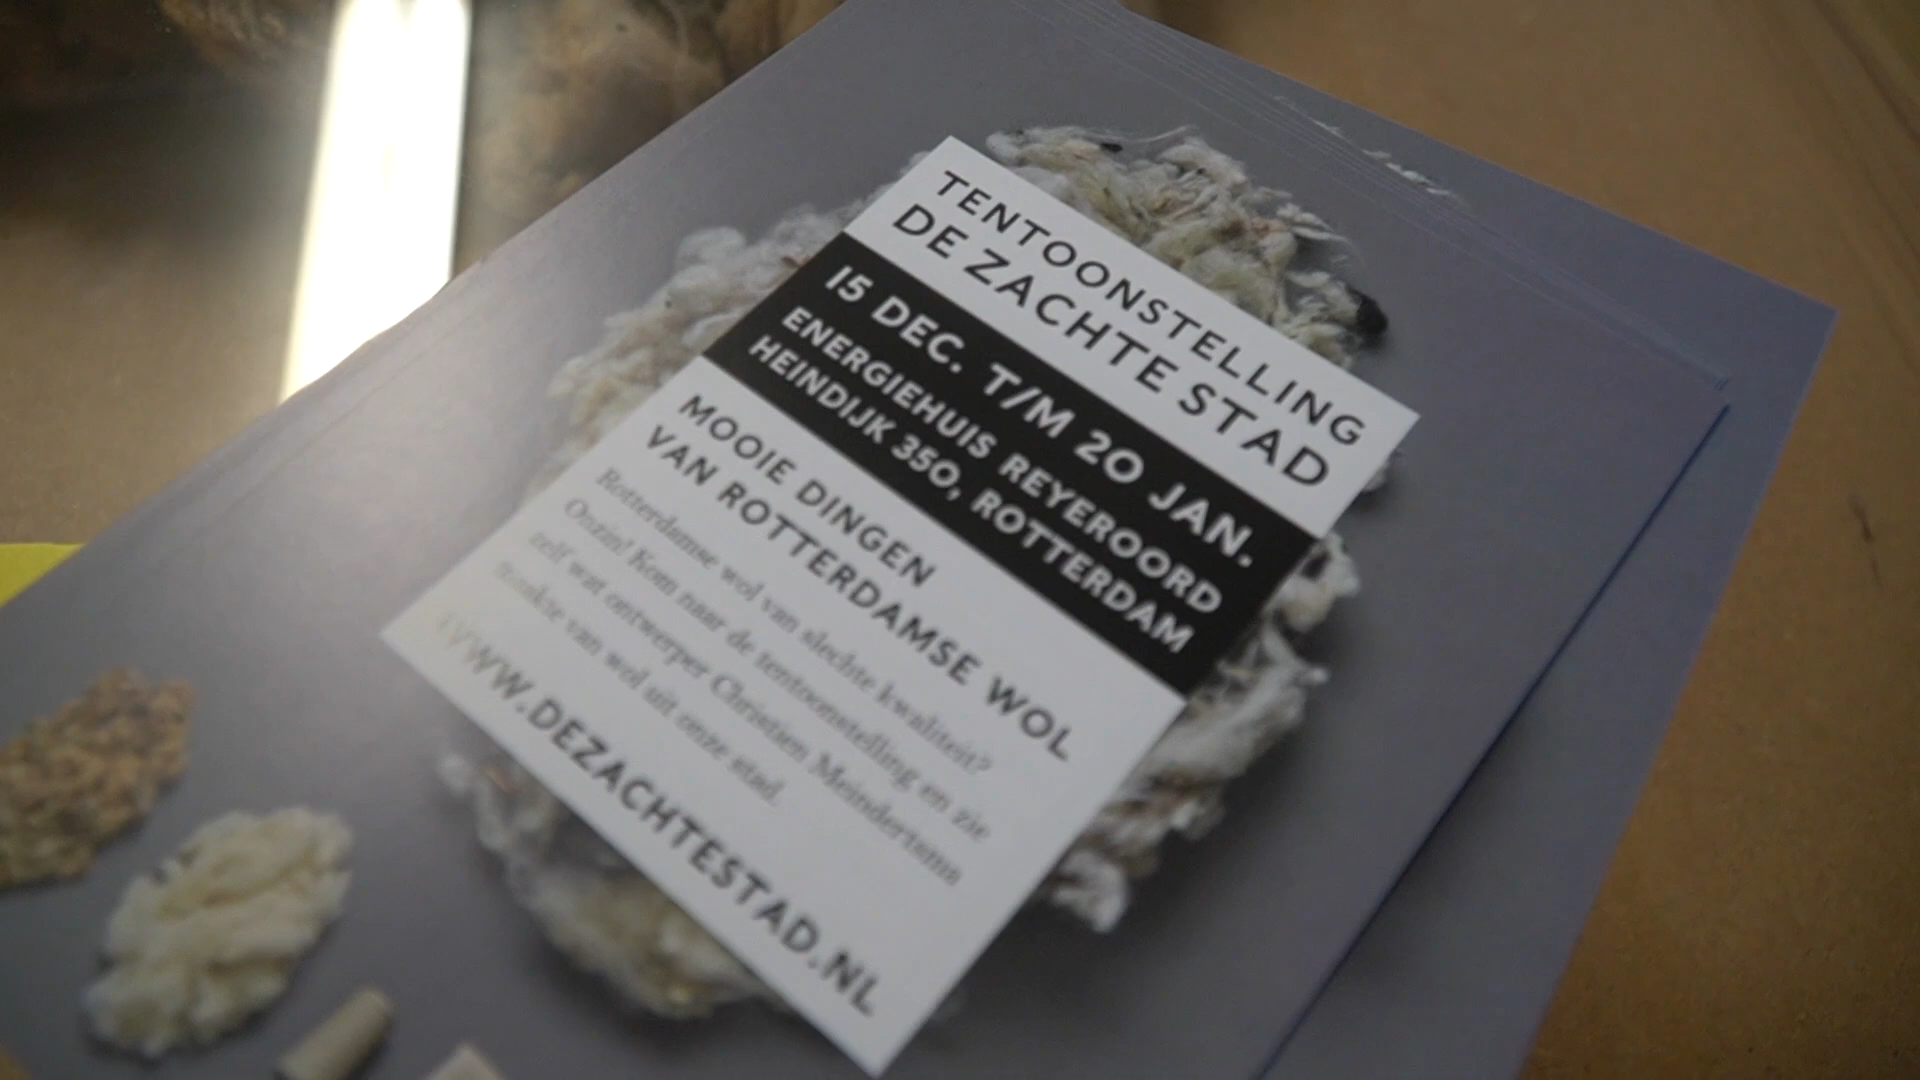 TENTOONSTELLING
DE ZACHTE STAD
15 DEC. T/M 20 JAN.
ENERGIEHUIS REYEROORD
HEINDIJK 350, ROTTERDAM
MOOIE DINGEN
VAN ROTTERDAMSE WOL
Rotterdamse wol van slechte kwaliteit?
Onzin! Kom naar de tentoonstelling en zie
zelf wat ontwerper Christien Meindertsma
maakte van wol uit onze stad.
WWW.DEZACHTESTAD.NL